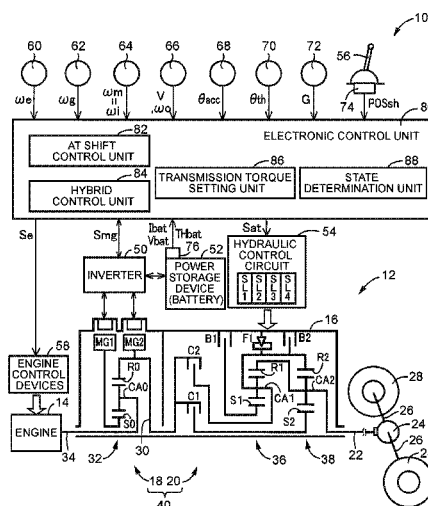 10
60
62
64
66
68
70
72
56
74
ωe
ωg
ωm
=
ωi
V
,ωo
θacc
θth
G
POSsh
ELECTRONIC CONTROL UNIT
82
AT SHIFT
CONTROL UNIT
84
HYBRID
CONTROL UNIT
86
TRANSMISSION TORQUE
SETTING UNIT
88
STATE
DETERMINATION UNIT
Se
Smg
Ibat
Vbat
THbat
Sat
50
INVERTER
76
52
POWER
STORAGE
DEVICE
(BATTERY)
54
HYDRAULIC
CONTROL
CIRCUIT
SL1
SL2
SL3
SL4
12
58
ENGINE
CONTROL
DEVICES
14
ENGINE
34
MG1
MG2
R0
CA0
S0
30
32
B1
C2
C1
F1
B2
16
R1
CA1
S1
R2
CA2
S2
36
38
22
28
26
24
26
18
20
40